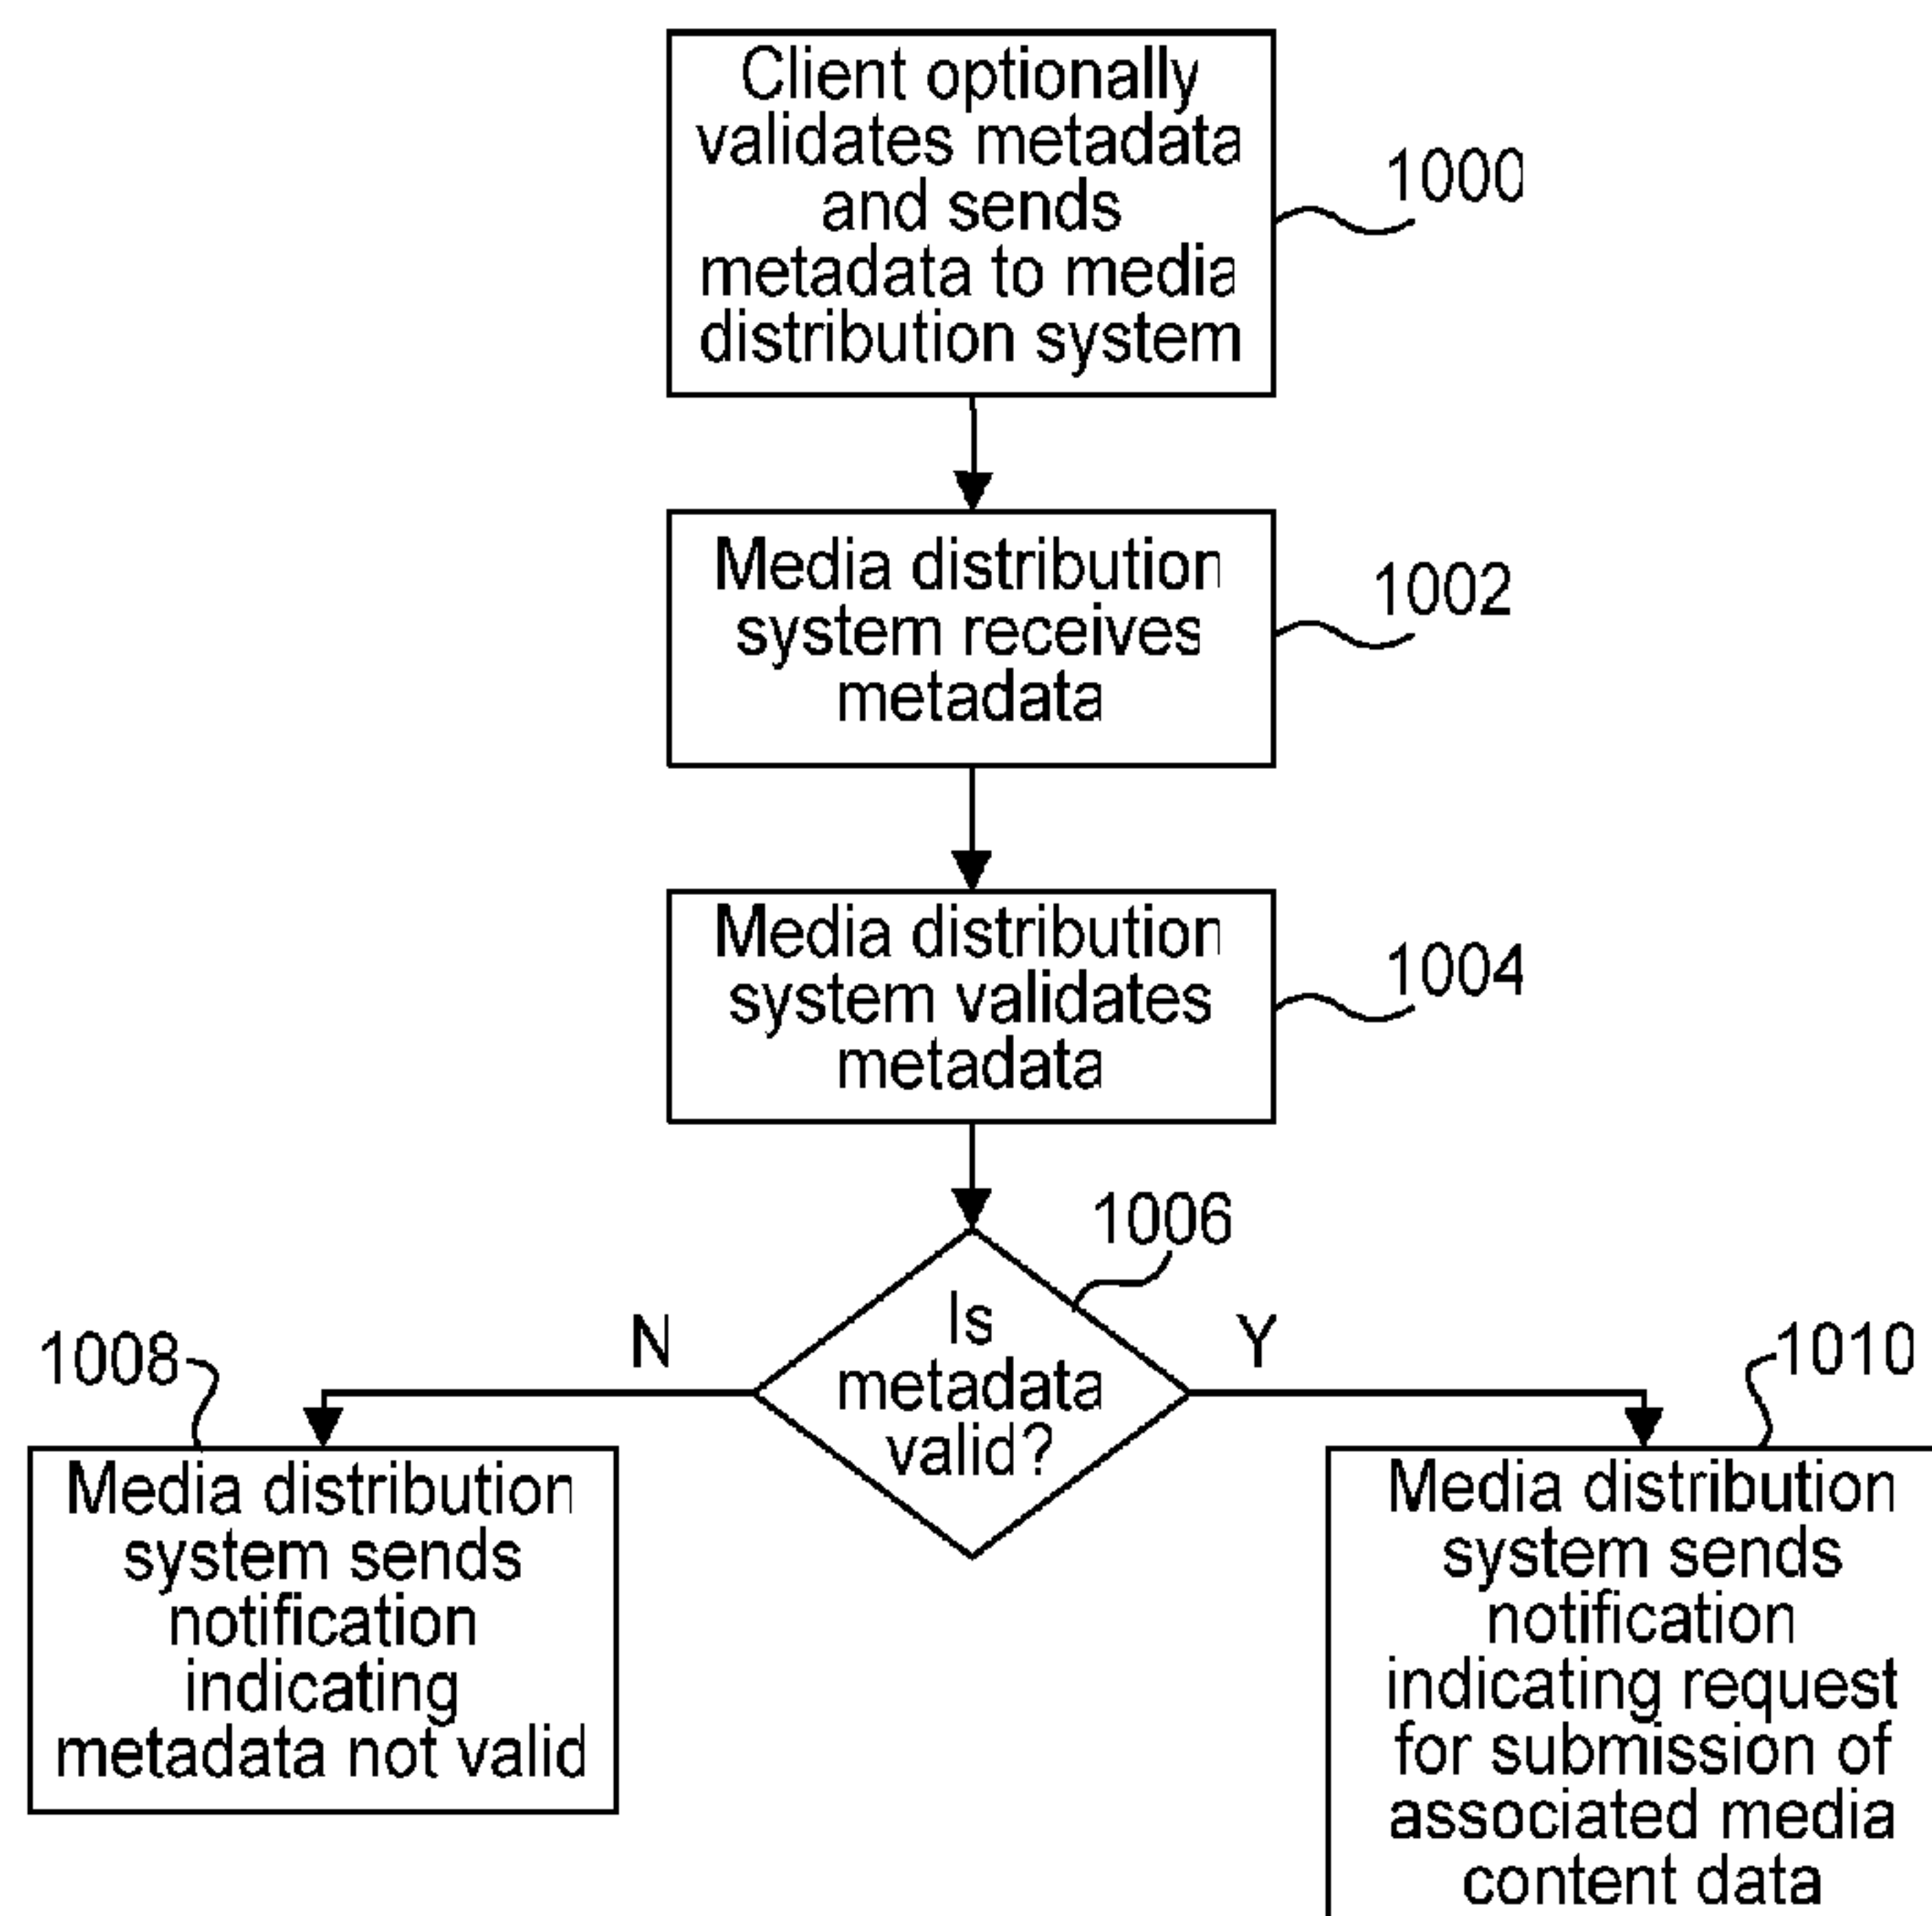 Client optionally
validates metadata
and sends
metadata to media
distribution system
1000
Media distribution
system receives
metadata
1002
Media distribution
system validates
metadata
1004
1006
Is
metadata
valid?
N
Y
1008
Media distribution
system sends
notification
indicating
metadata not valid
1010
Media distribution
system sends
notification
indicating request
for submission of
associated media
content data